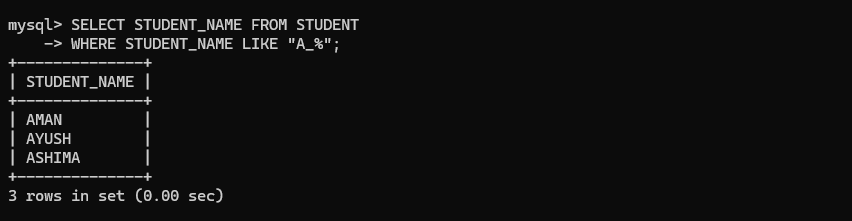 mysql> SELECT STUDENT_NAME FROM STUDENT
    -> WHERE STUDENT_NAME LIKE "A_%";
+--------------+
| STUDENT_NAME |
+--------------+
| AMAN         |
| AYUSH        |
| ASHIMA       |
+--------------+
3 rows in set (0.00 sec)